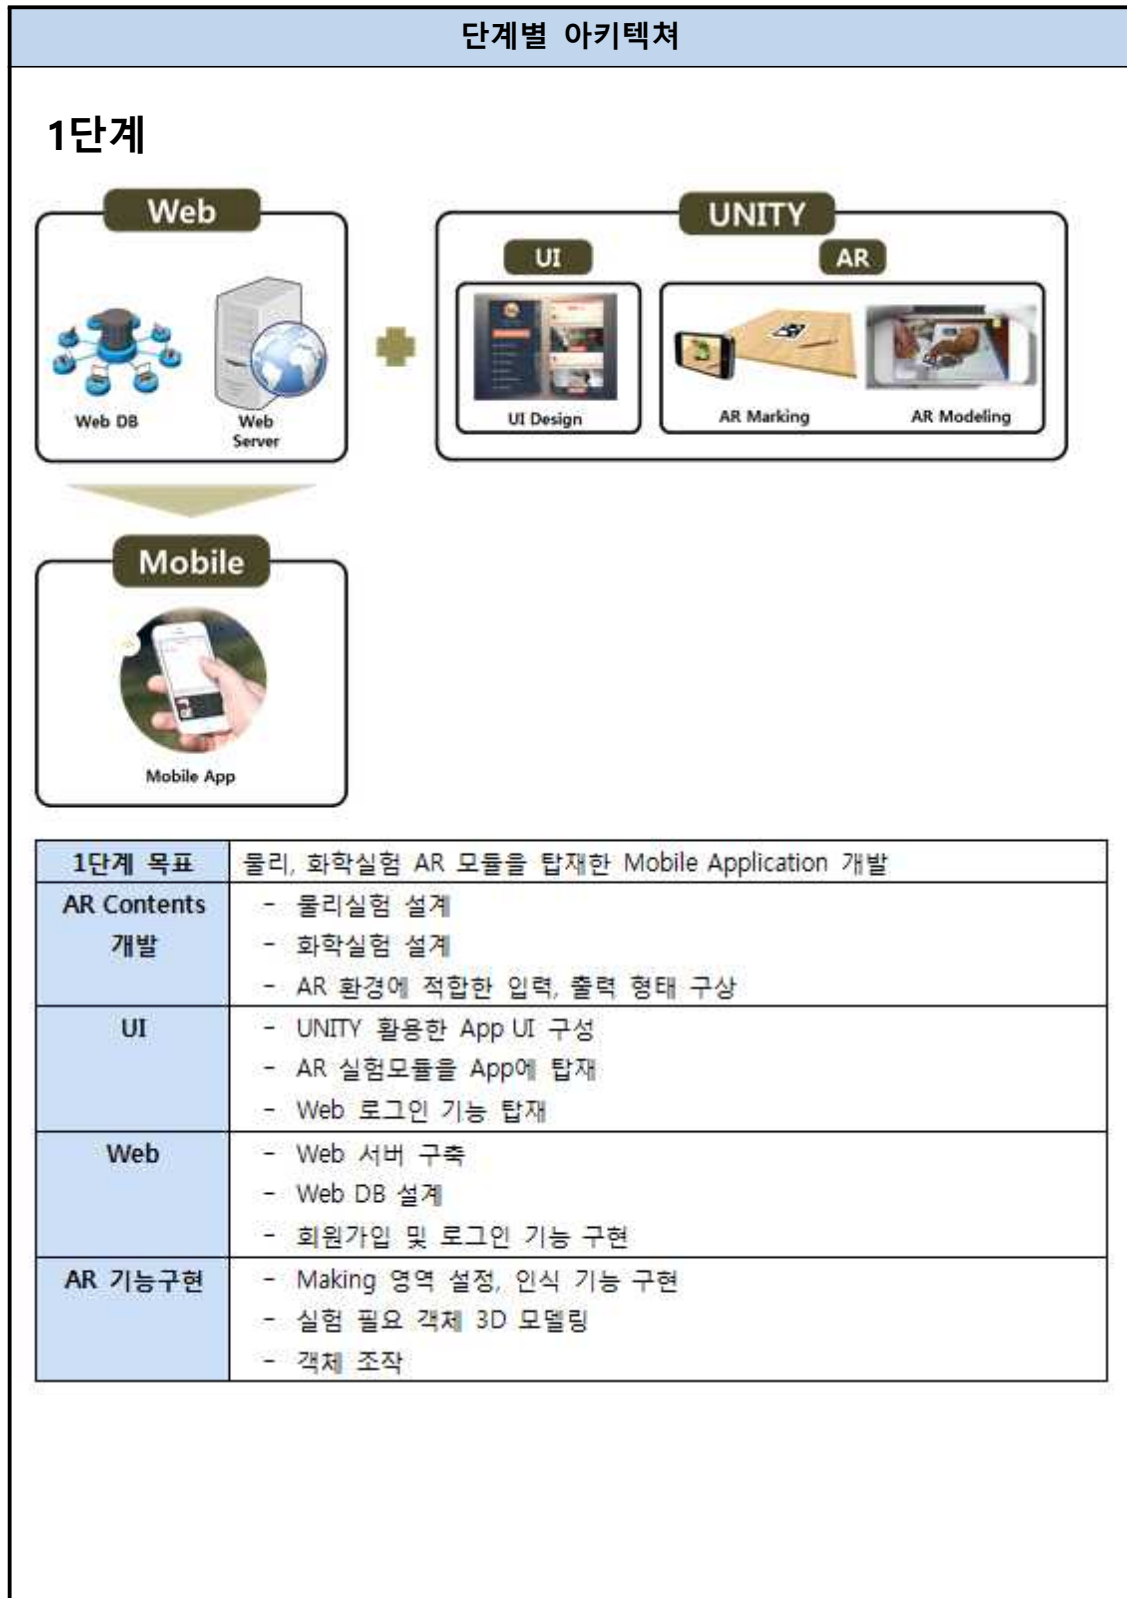 단계별 아키텍쳐
1단계
Web
Web DB
Web
Server
UNITY
UI
AR
UI Design
AR Marking
AR Modeling
Mobile
Mobile App
1단계 목표
물리, 화학실험 AR 모듈을 탑재한 Mobile Application 개발
AR Contents
개발
- 물리실험 설계
- 화학실험 설계
- AR 환경에 적합한 입력, 출력 형태 구상
UI
- UNITY 활용한 App UI 구성
- AR 실험모듈을 App에 탑재
- Web 로그인 기능 탑재
Web
- Web 서버 구축
- Web DB 설계
- 회원가입 및 로그인 기능 구현
AR 기능구현
- Making 영역 설정, 인식 기능 구현
- 실험 필요 객체 3D 모델링
- 객체 조작